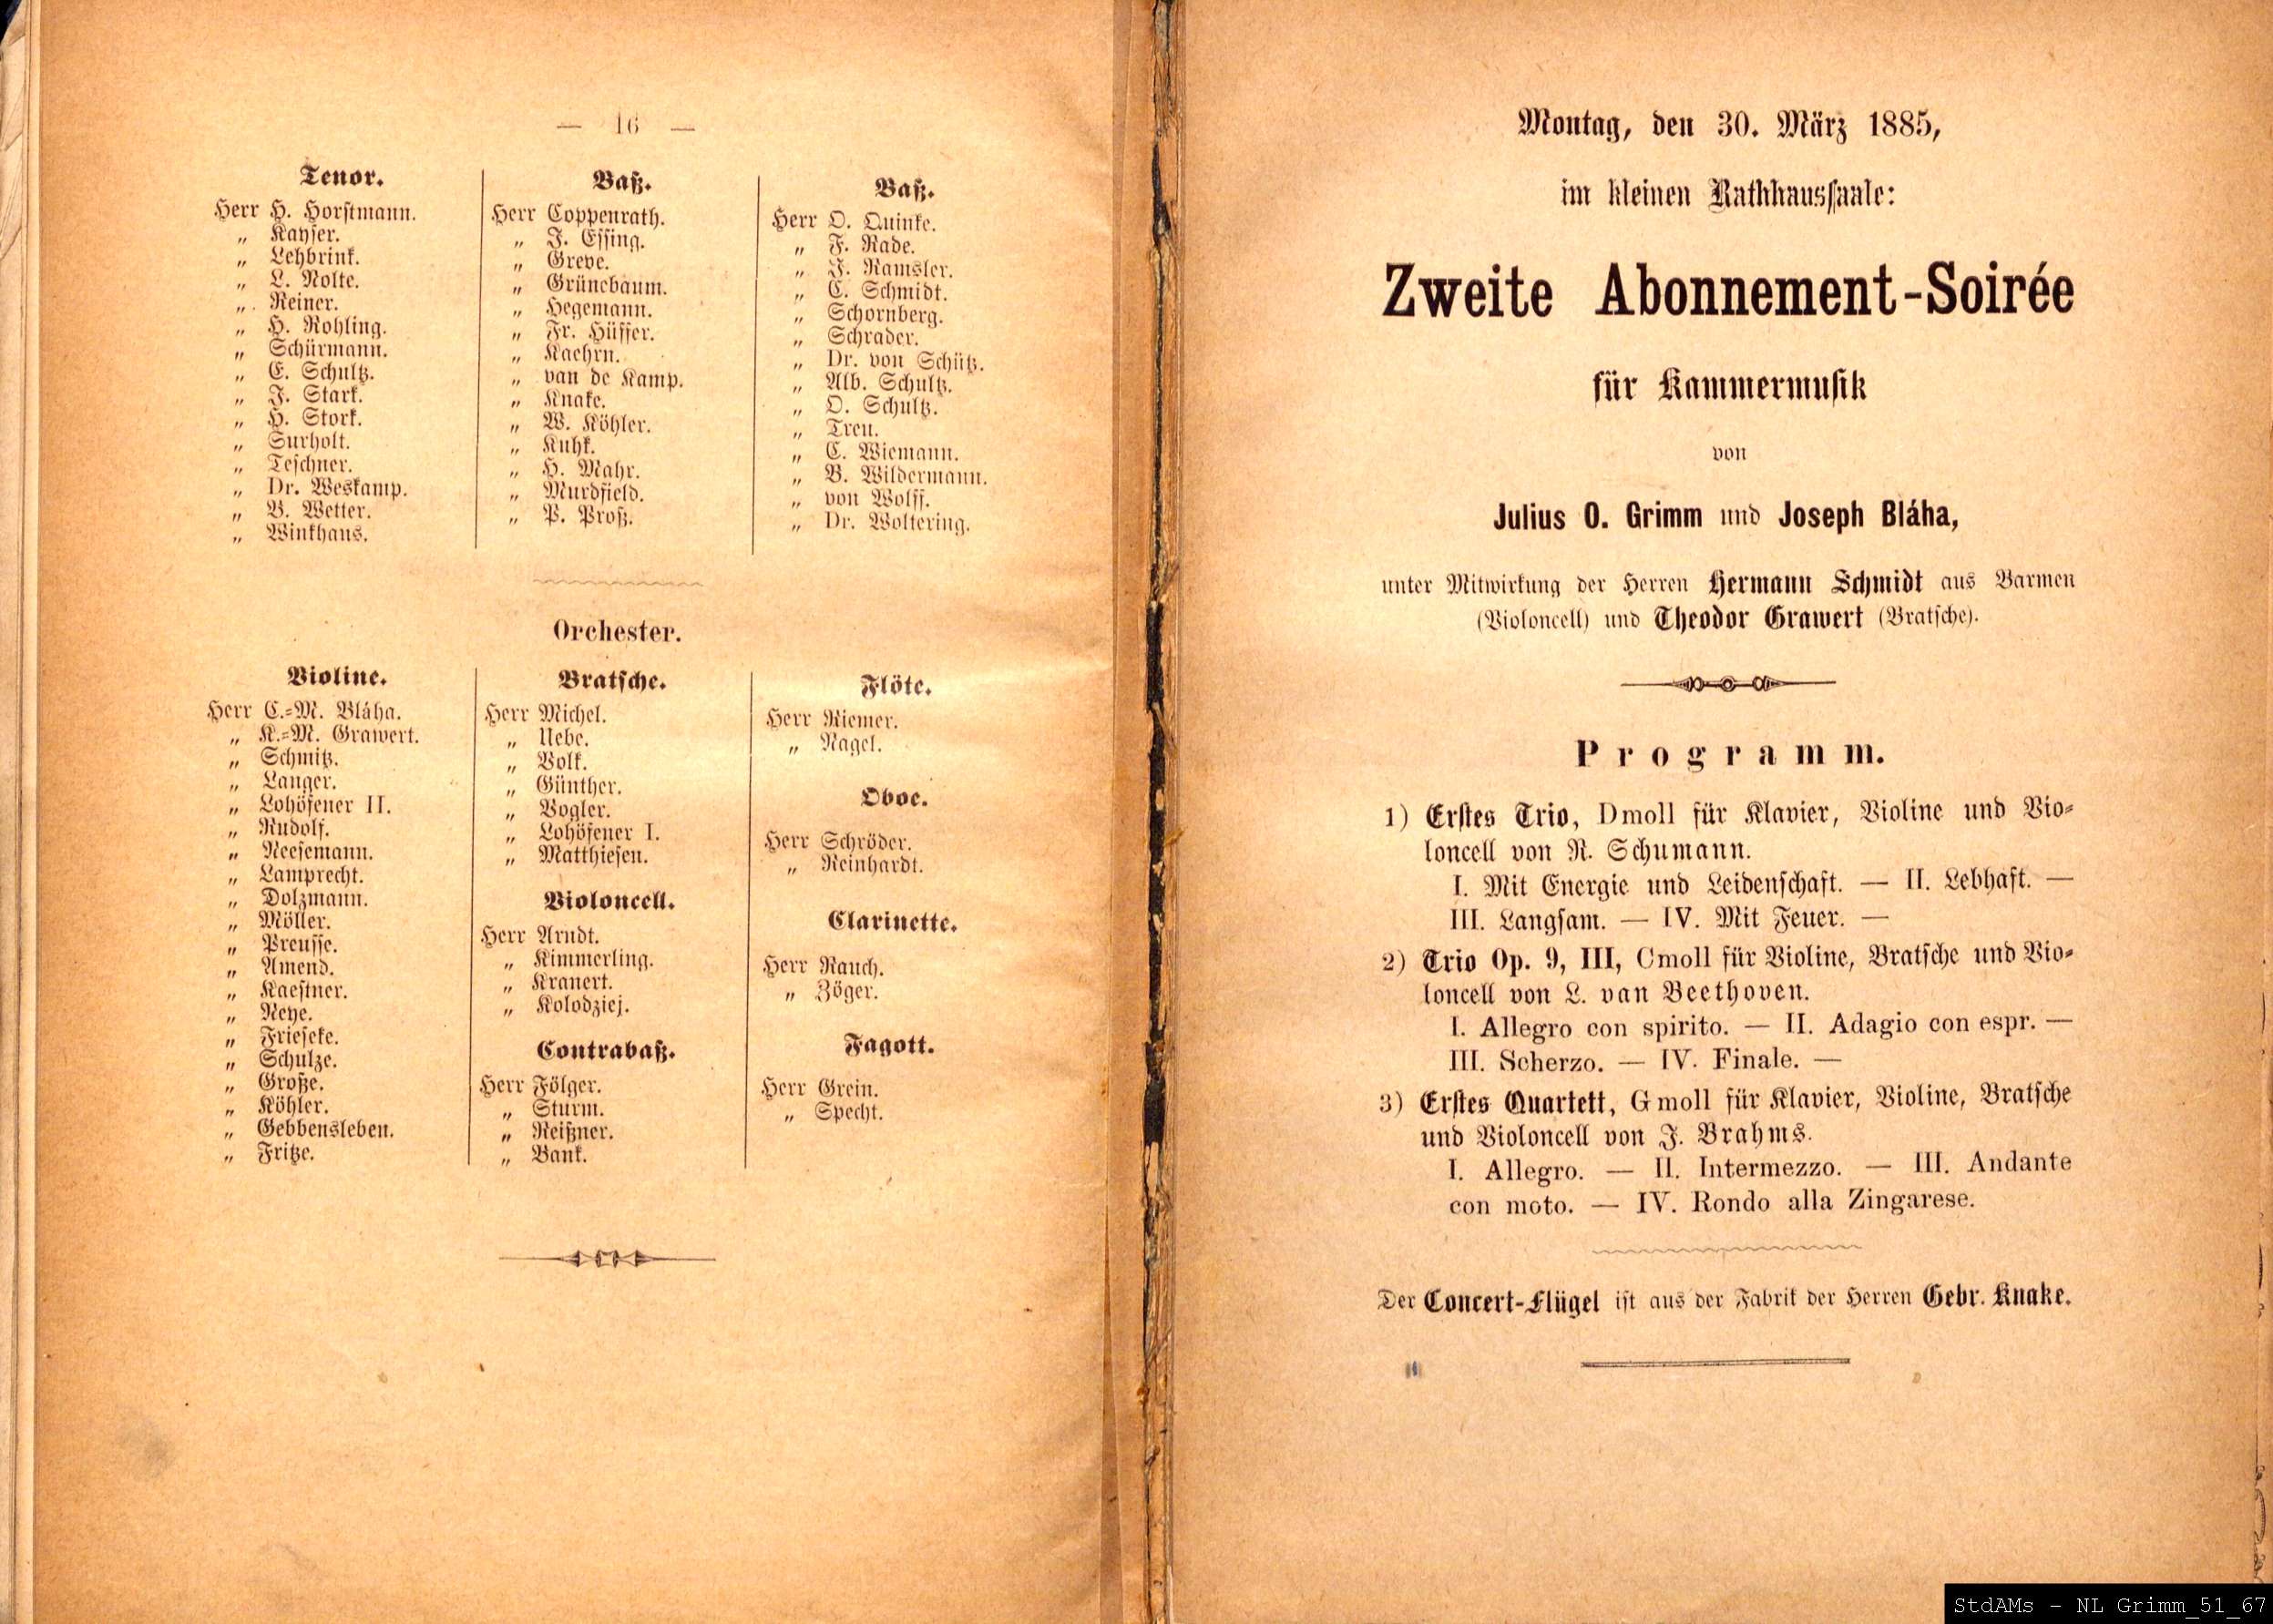 — 16 —
Tenor.
Herr H. Horstmann.
„ Kayser.
„ Lehbrink.
„ L. Nolte.
„ Reiner.
„ H. Rohling.
„ Schürmann.
„ E. Schultz.
„ J. Stark.
„ H. Stork.
„ Surholt.
„ Teschner.
„ Dr. Weskamp.
„ B. Wetter.
„ Winkhaus.
Baß.
Herr Coppenrath.
„ J. Essing.
„ Greve.
„ Grünebaum.
„ Hegemann.
„ Fr. Hüffer.
„ Kaehrn.
„ van de Kamp.
„ Knake.
„ W. Köhler.
„ Kuhk.
„ H. Mahr.
„ Murdfield.
„ P. Proß.
Baß.
Herr O. Quinke.
„ F. Rade.
„ J. Ramsler.
„ C. Schmidt.
„ Schornberg.
„ Schrader.
„ Dr. von Schütz.
„ Alb. Schultz.
„ O. Schultz.
„ Treu.
„ C. Wiemann.
„ B. Wildermann.
„ von Wolff.
„ Dr. Woltering.
Orchester.
Violine.
Herr C.=M. Bláha.
„ K.=M. Grawert.
„ Schmitz.
„ Langer.
„ Lohöfener II.
„ Rudolf.
„ Neesemann.
„ Lamprecht.
„ Dolzmann.
„ Möller.
„ Preusse.
„ Amend.
„ Kaestner.
„ Neye.
„ Frieseke.
„ Schulze.
„ Große.
„ Köhler.
„ Gebbensleben.
„ Fritze.
Bratsche.
Herr Michel.
„ Uebe.
„ Volk.
„ Günther.
„ Vogler.
„ Lohöfener I.
„ Matthiesen.
Violoncell.
Herr Arndt.
„ Kimmerling.
„ Kranert.
„ Kolodziej.
Contrabaß.
Herr Fölger.
„ Sturm.
„ Reißner.
„ Bank.
Flöte.
Herr Riemer.
„ Nagel.
Oboe.
Herr Schröder.
„ Reinhardt.
Clarinette.
Herr Rauch.
„ Zöger.
Fagott.
Herr Grein.
„ Specht.
Montag, den 30. März 1885,
im kleinen Rathhaussaale:
Zweite Abonnement-Soirée
für Kammermusik
von
Julius O. Grimm und Joseph Bláha,
unter Mitwirkung der Herren Hermann Schmidt aus Barmen
(Violoncell) und Theodor Grawert (Bratsche).
Programm.
1) Erstes Trio, Dmoll für Klavier, Violine und Vio=
loncell von R. Schumann.
I. Mit Energie und Leidenschaft. — II. Lebhaft. —
III. Langsam. — IV. Mit Feuer. —
2) Trio Op. 9, III, Cmoll für Violine, Bratsche und Vio=
loncell von L. van Beethoven.
I. Allegro con spirito. — II. Adagio con espr. —
III. Scherzo. — IV. Finale. —
3) Erstes Quartett, Gmoll für Klavier, Violine, Bratsche
und Violoncell von J. Brahms.
I. Allegro. — II. Intermezzo. — III. Andante
con moto. — IV. Rondo alla Zingarese.
Der Concert-Flügel ist aus der Fabrik der Herren Gebr. Knake.
StdAMs – NL Grimm_51_67